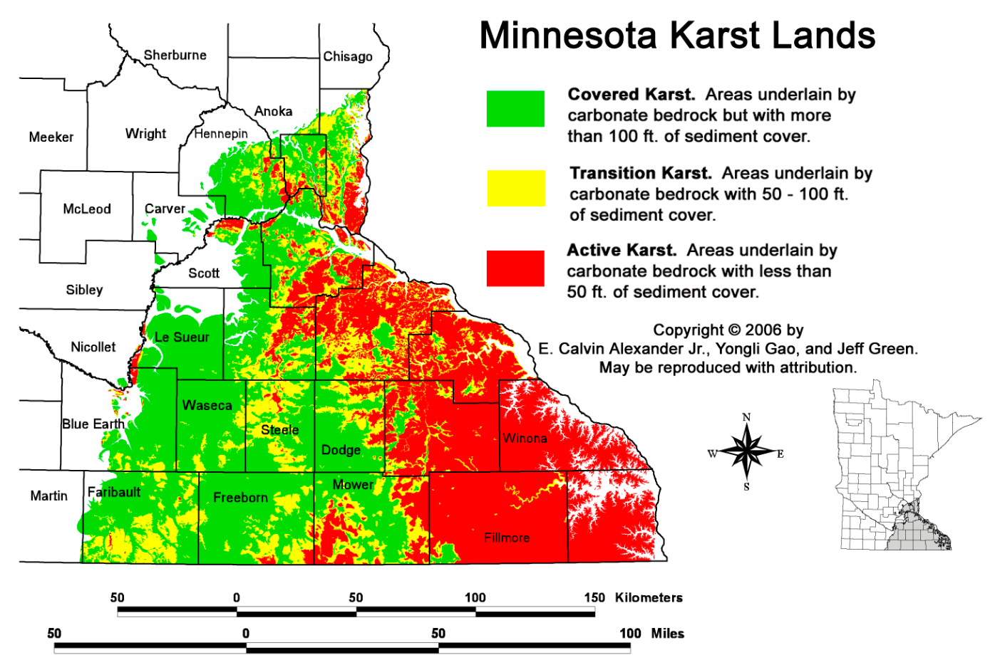 Minnesota Karst Lands
Covered Karst. Areas underlain by
carbonate bedrock but with more
than 100 ft. of sediment cover.
Transition Karst. Areas underlain by
carbonate bedrock with 50 - 100 ft.
of sediment cover.
Active Karst. Areas underlain by
carbonate bedrock with less than
50 ft. of sediment cover.
Copyright © 2006 by
E. Calvin Alexander Jr., Yongli Gao, and Jeff Green.
May be reproduced with attribution.
N
W E
S
Sherburne
Chisago
Anoka
Meeker
Wright
Hennepin
McLeod
Carver
Scott
Sibley
Le Sueur
Nicollet
Waseca
Blue Earth
Steele
Dodge
Winona
Martin
Faribault
Freeborn
Mower
Fillmore
50 0 50 100 150 Kilometers
50 0 50 100 Miles